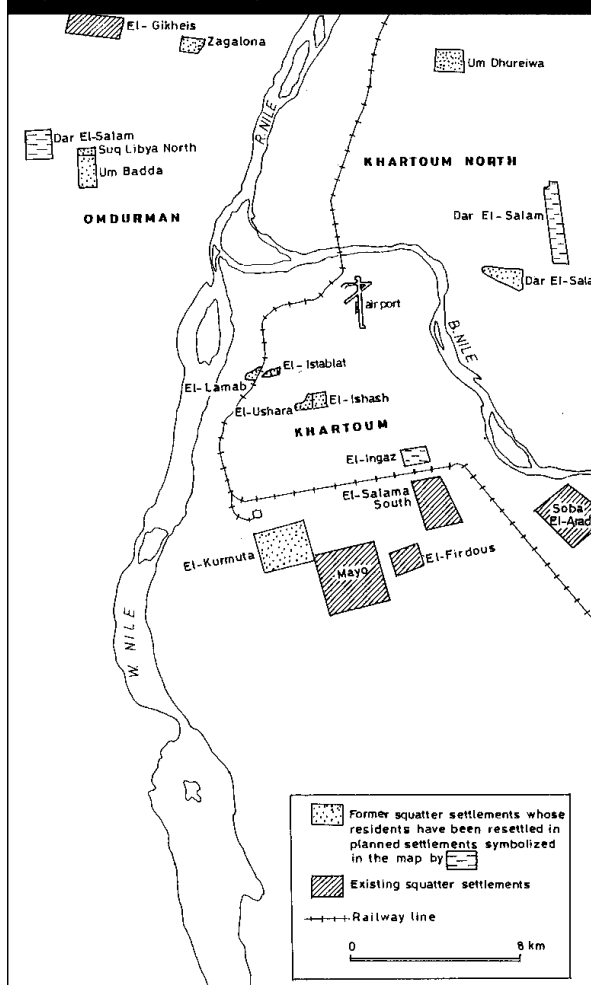 El-Gikheis
Zagalona
Um Dhureiwa
R. NILE
Dar El-Salam
Suq Libya North
Um Badda
KHARTOUM NORTH
OMDURMAN
Dar El-Salam
Dar El-Sala
airport
B. NILE
El-Istablat
El-Lamab
El-Ushara
El-Ishash
KHARTOUM
El-Ingaz
El-Salama
South
Soba
El-Arad
El-Kurmuta
El-Firdous
Mayo
W. NILE
Former squatter settlements whose
residents have been resettled in
planned settlements symbolized
in the map by
Existing squatter settlements
Railway line
0 8 km